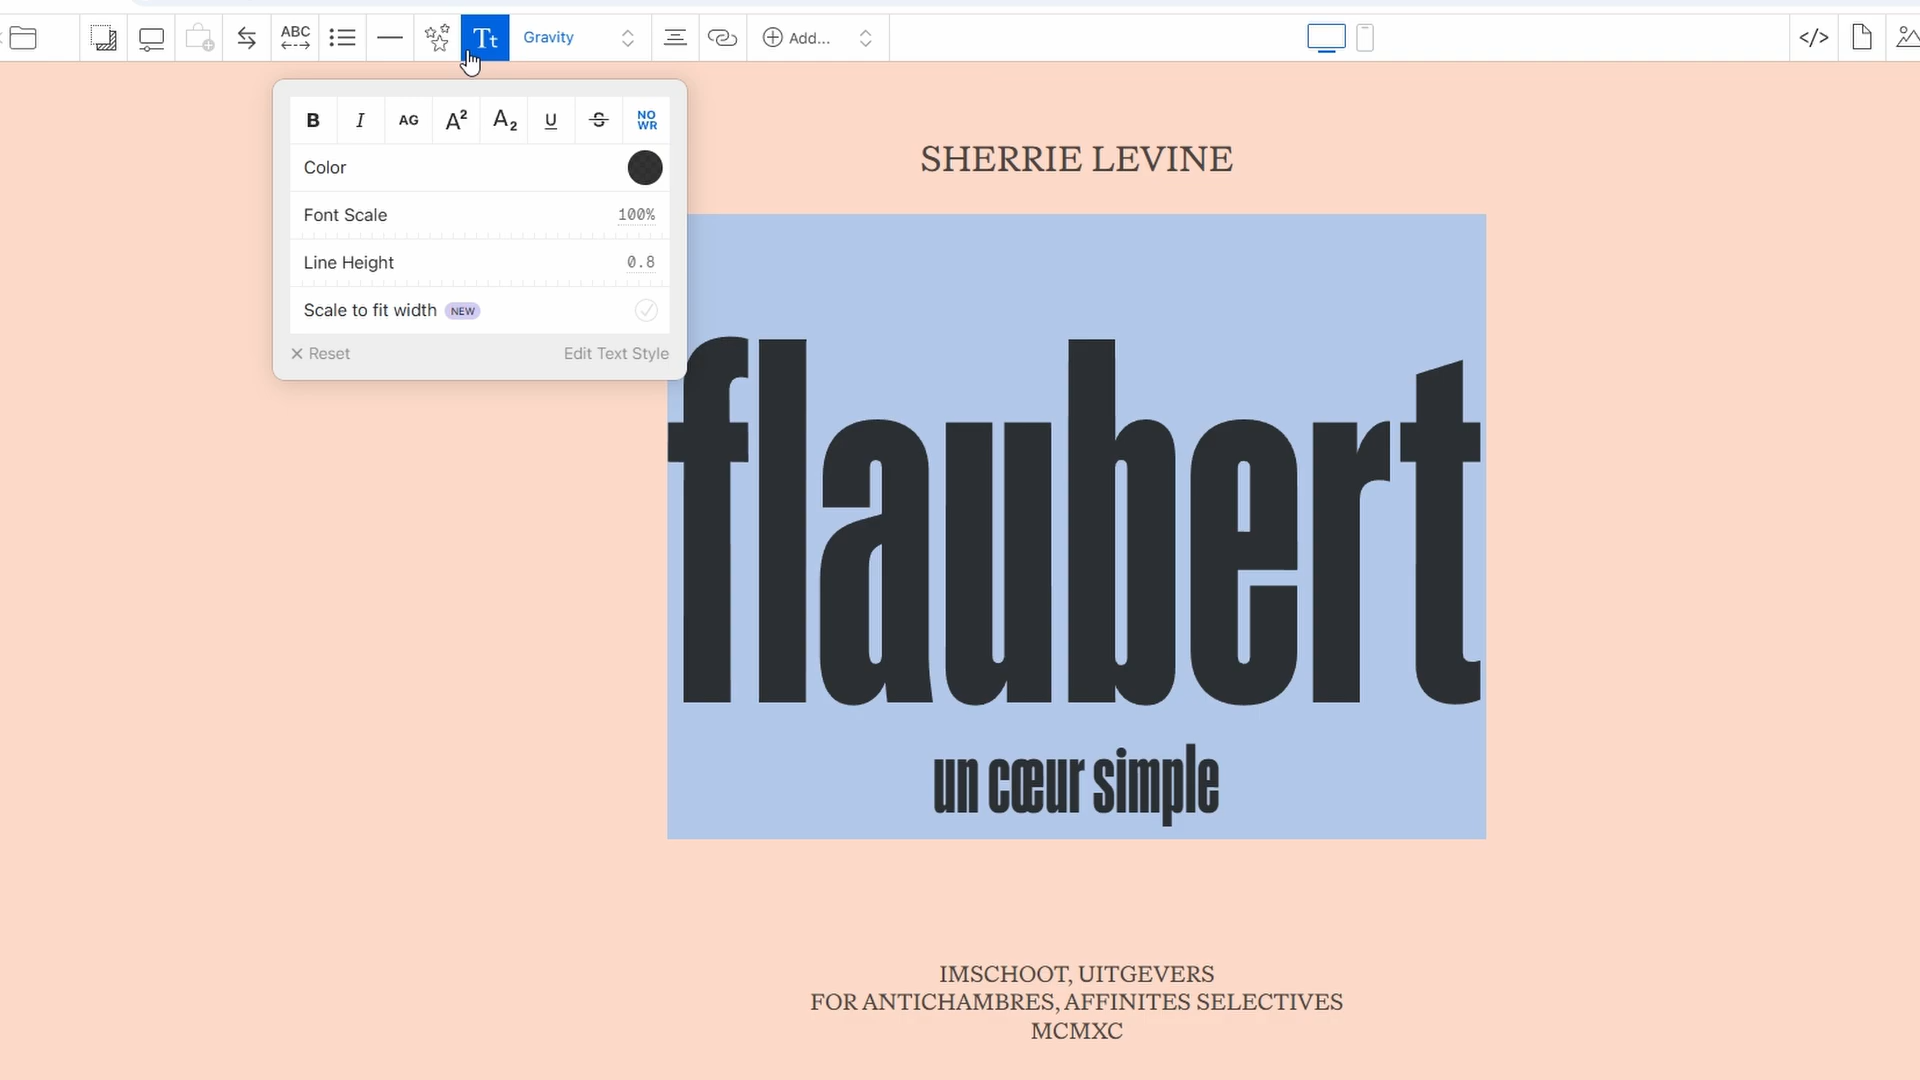 ABC
Tt
Gravity
Add...
</>
B I AG A² A₂ U S NO WR
Color
Font Scale 100%
Line Height 0.8
Scale to fit width NEW
Reset Edit Text Style
SHERRIE LEVINE
flaubert
un cœur simple
IMSCHOOT, UITGEVERS
FOR ANTICHAMBRES, AFFINITES SELECTIVES
MCMXC